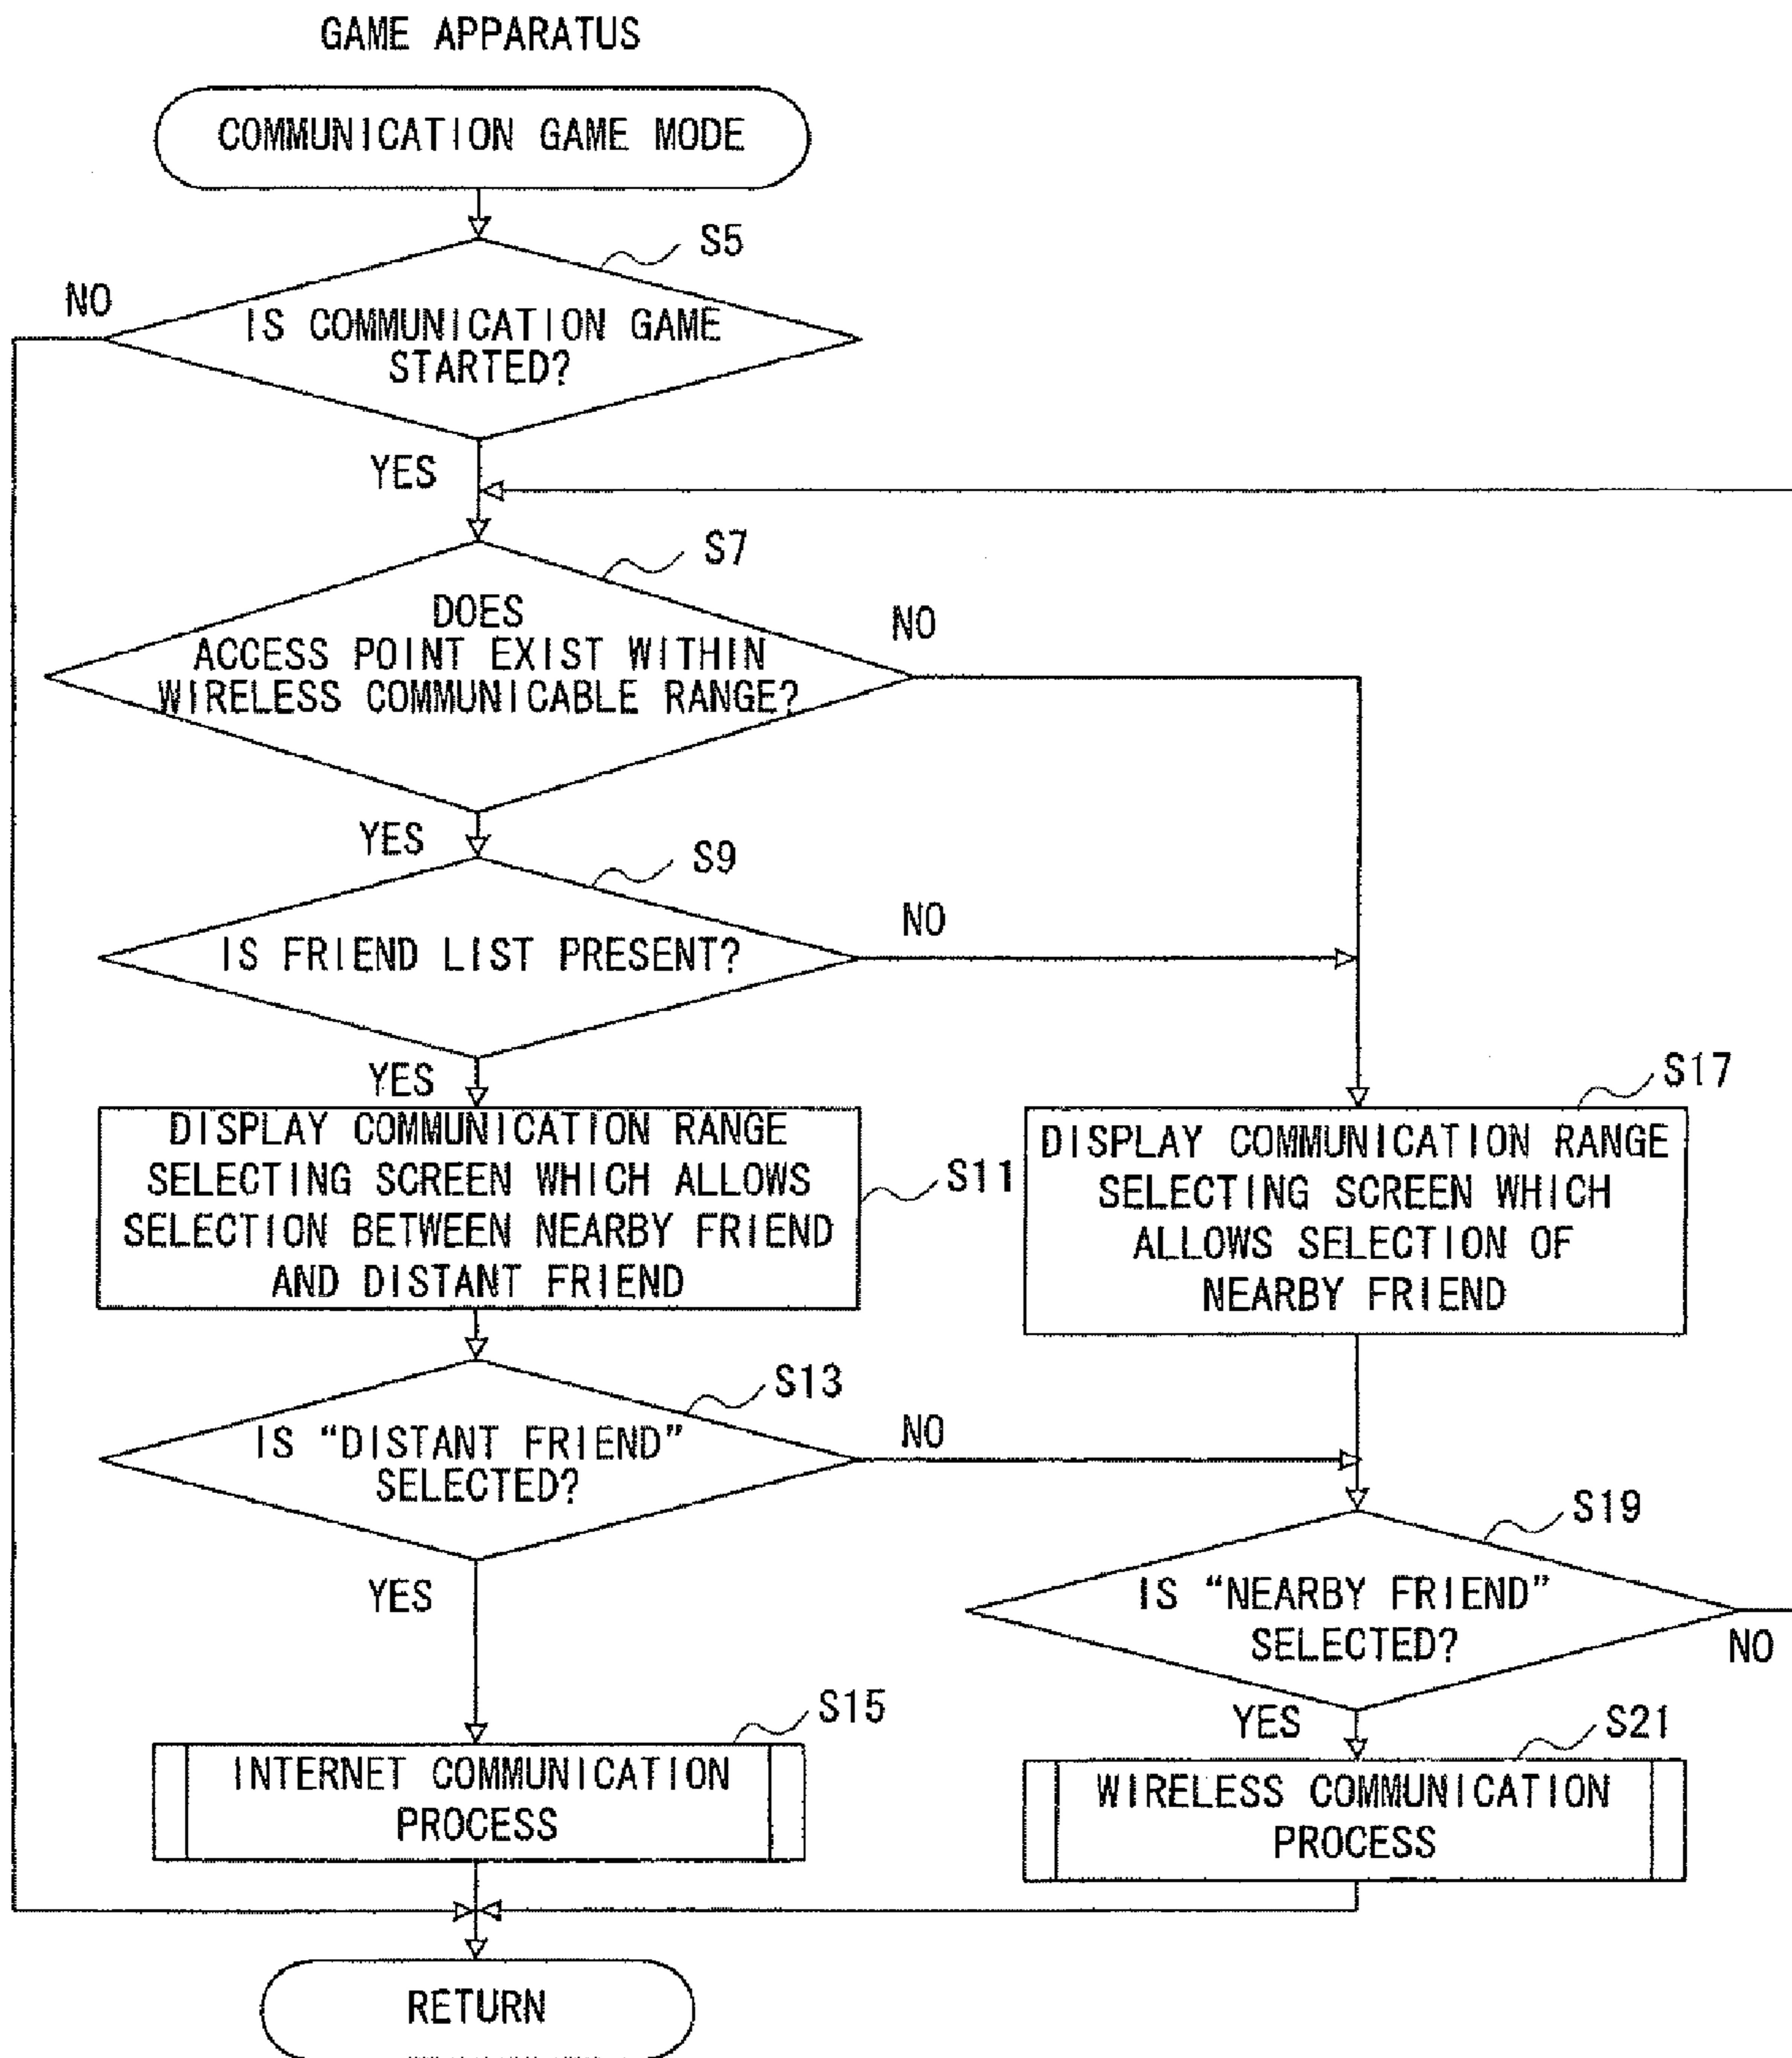 GAME APPARATUS
COMMUNICATION GAME MODE
S5
NO
IS COMMUNICATION GAME
STARTED?
YES
S7
DOES
ACCESS POINT EXIST WITHIN
WIRELESS COMMUNICABLE RANGE?
NO
YES
S9
IS FRIEND LIST PRESENT?
NO
YES
S17
DISPLAY COMMUNICATION RANGE
SELECTING SCREEN WHICH ALLOWS
SELECTION BETWEEN NEARBY FRIEND
AND DISTANT FRIEND
S11
DISPLAY COMMUNICATION RANGE
SELECTING SCREEN WHICH
ALLOWS SELECTION OF
NEARBY FRIEND
S13
IS “DISTANT FRIEND”
SELECTED?
NO
YES
S19
IS “NEARBY FRIEND”
SELECTED?
NO
YES
S15
INTERNET COMMUNICATION
PROCESS
S21
WIRELESS COMMUNICATION
PROCESS
RETURN